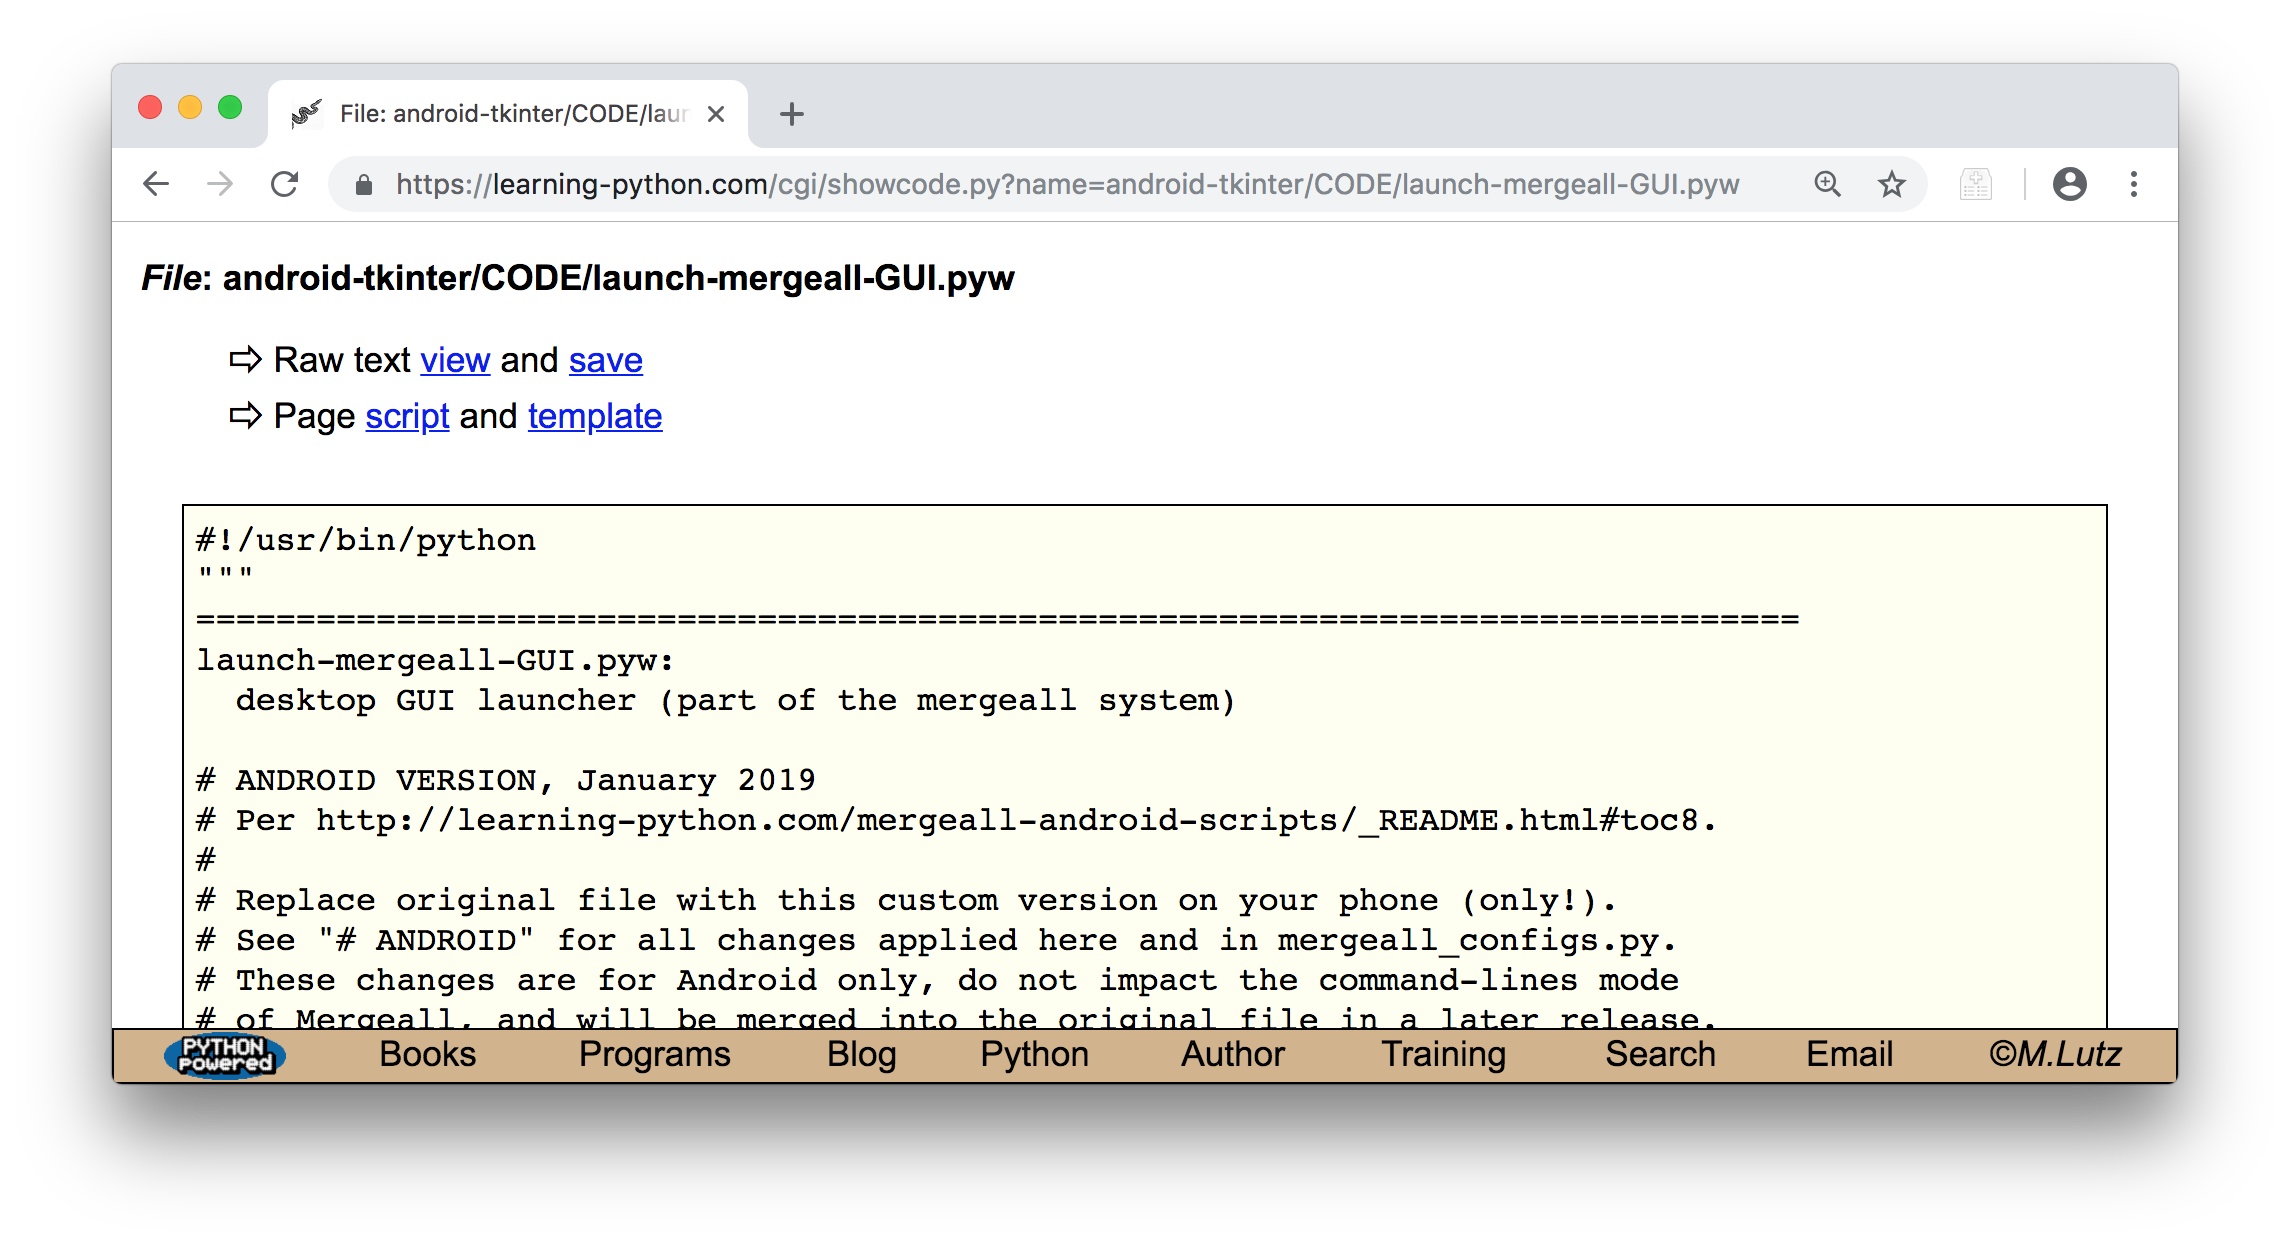 File: android-tkinter/CODE/laun
https://learning-python.com/cgi/showcode.py?name=android-tkinter/CODE/launch-mergeall-GUI.pyw
File: android-tkinter/CODE/launch-mergeall-GUI.pyw
⇨ Raw text view and save
⇨ Page script and template
#!/usr/bin/python
"""
================================================================================
launch-mergeall-GUI.pyw:
  desktop GUI launcher (part of the mergeall system)
# ANDROID VERSION, January 2019
# Per http://learning-python.com/mergeall-android-scripts/_README.html#toc8.
#
# Replace original file with this custom version on your phone (only!).
# See "# ANDROID" for all changes applied here and in mergeall_configs.py.
# These changes are for Android only, do not impact the command-lines mode
# of Mergeall, and will be merged into the original file in a later release.
PYTHON Powered Books Programs Blog Python Author Training Search Email ©M.Lutz